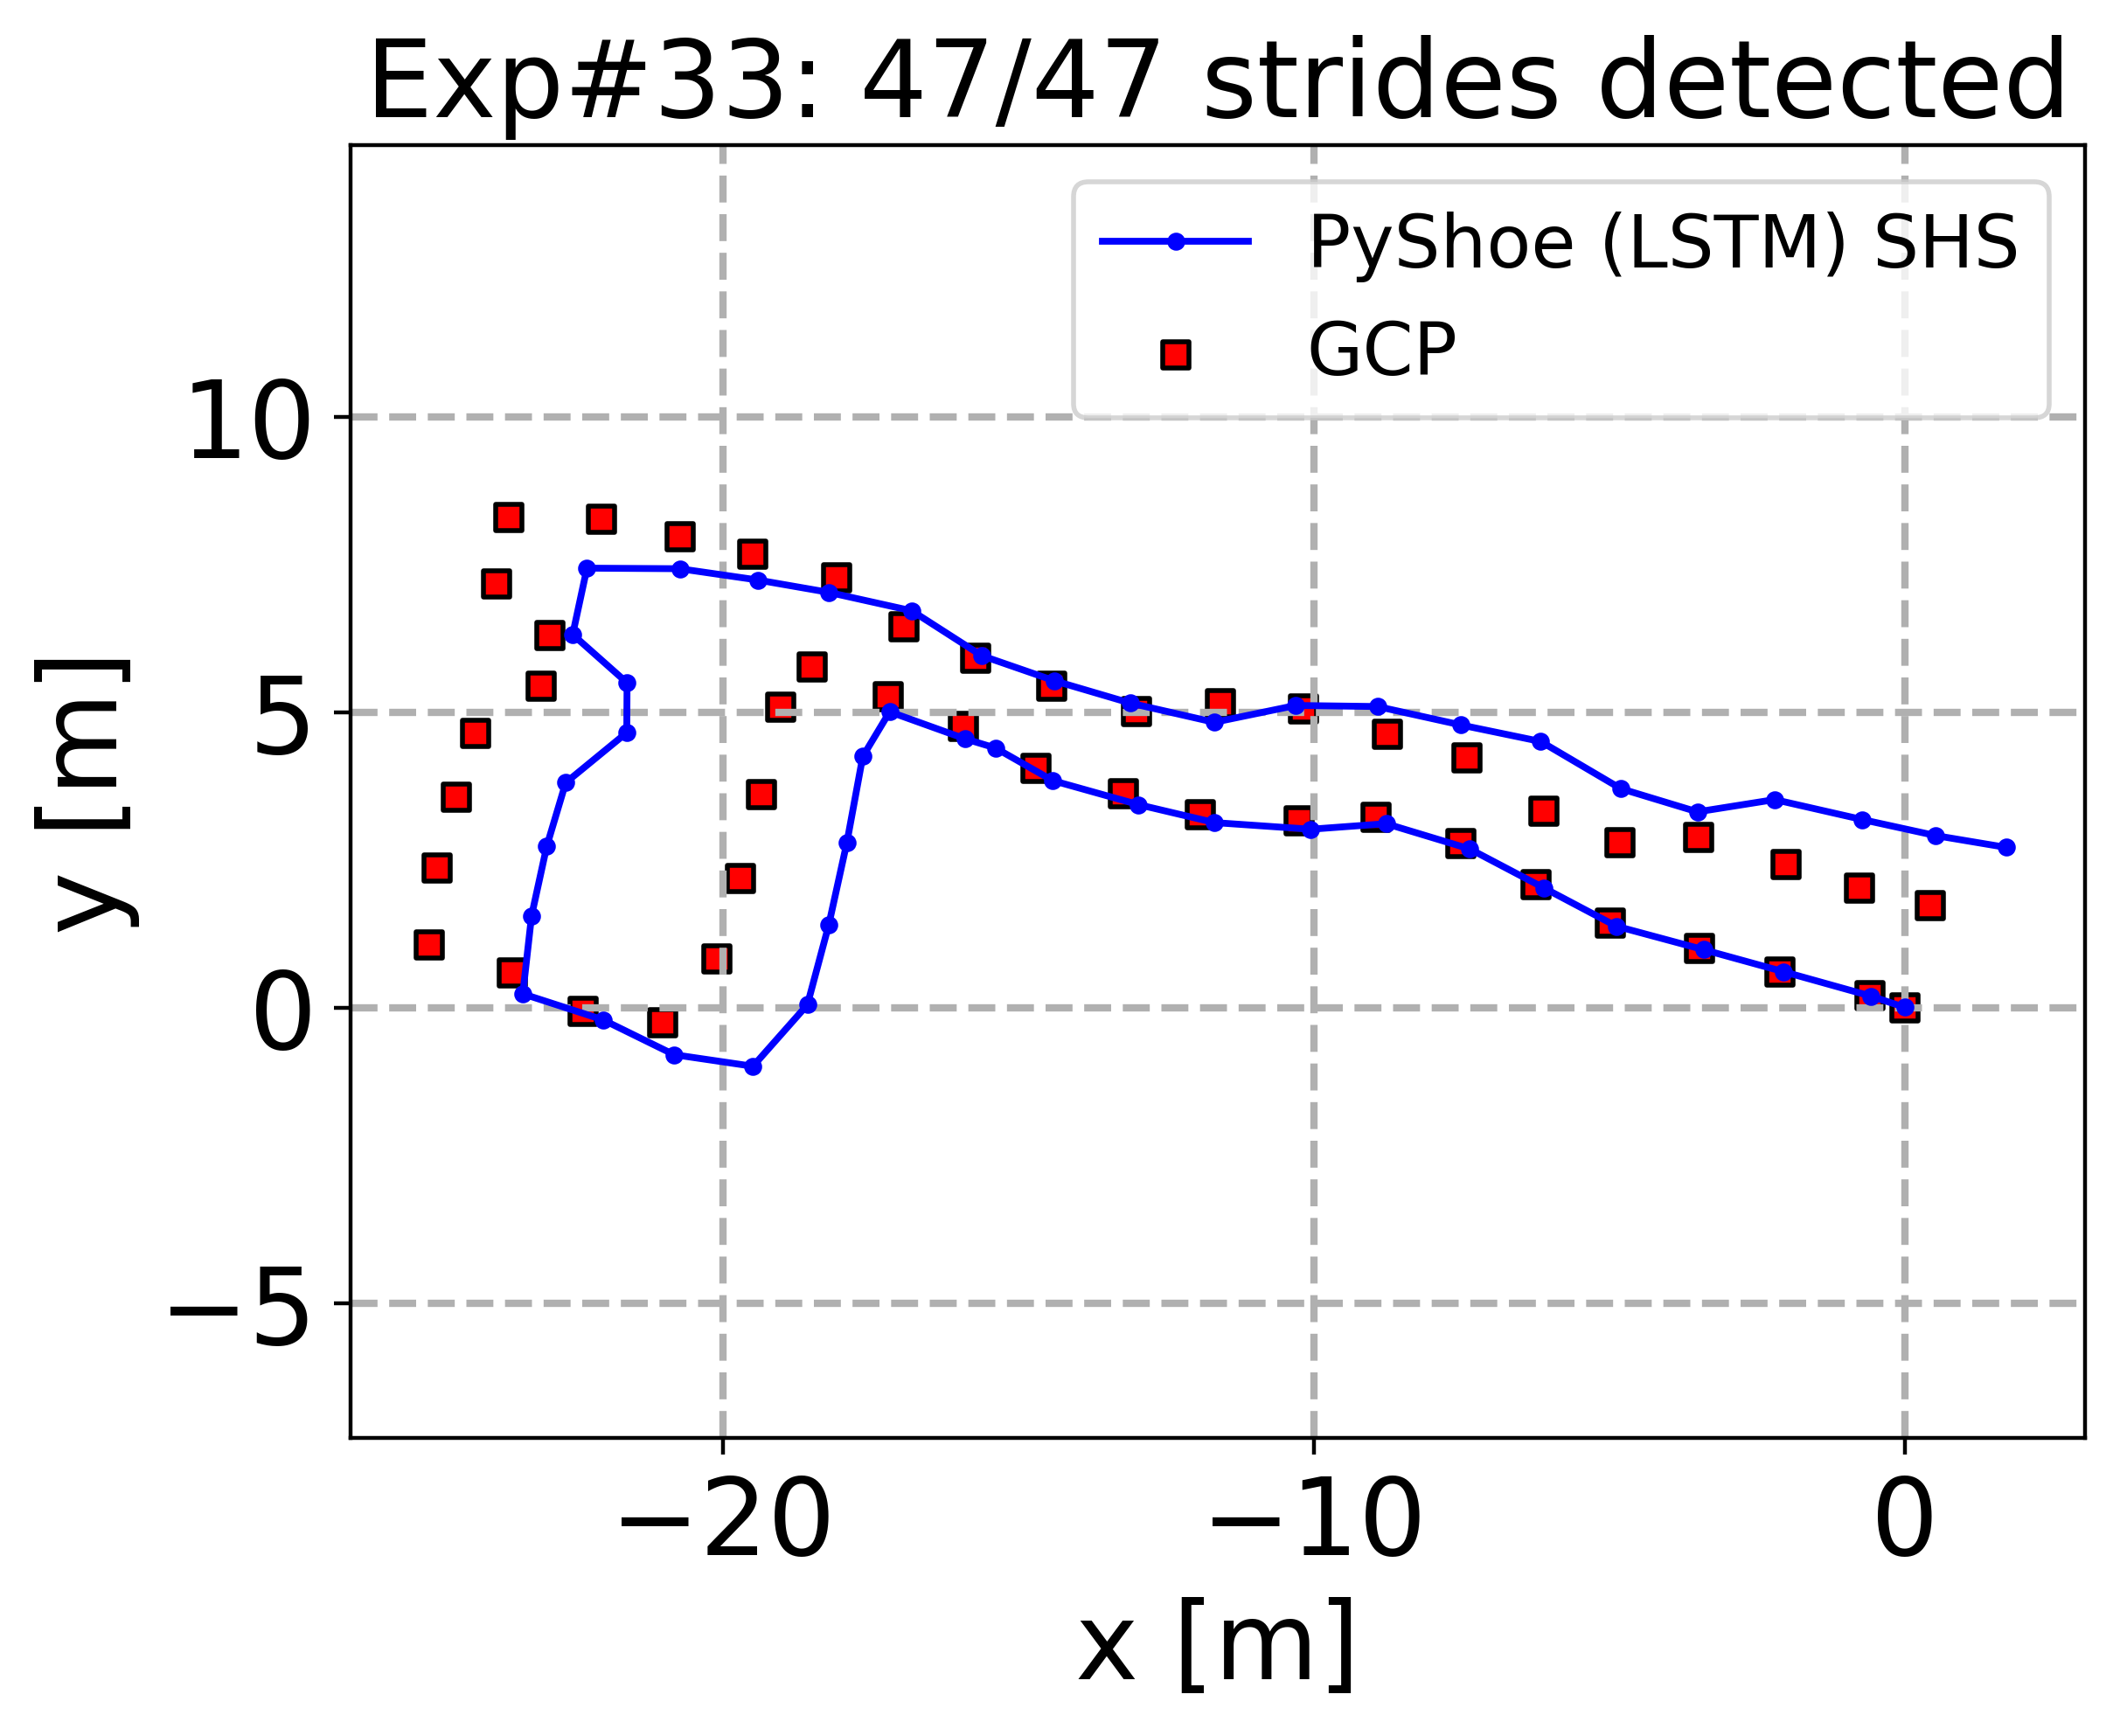 Exp#33: 47/47 strides detected
PyShoe (LSTM) SHS
GCP
y [m]
10
5
0
−5
−20
−10
0
x [m]